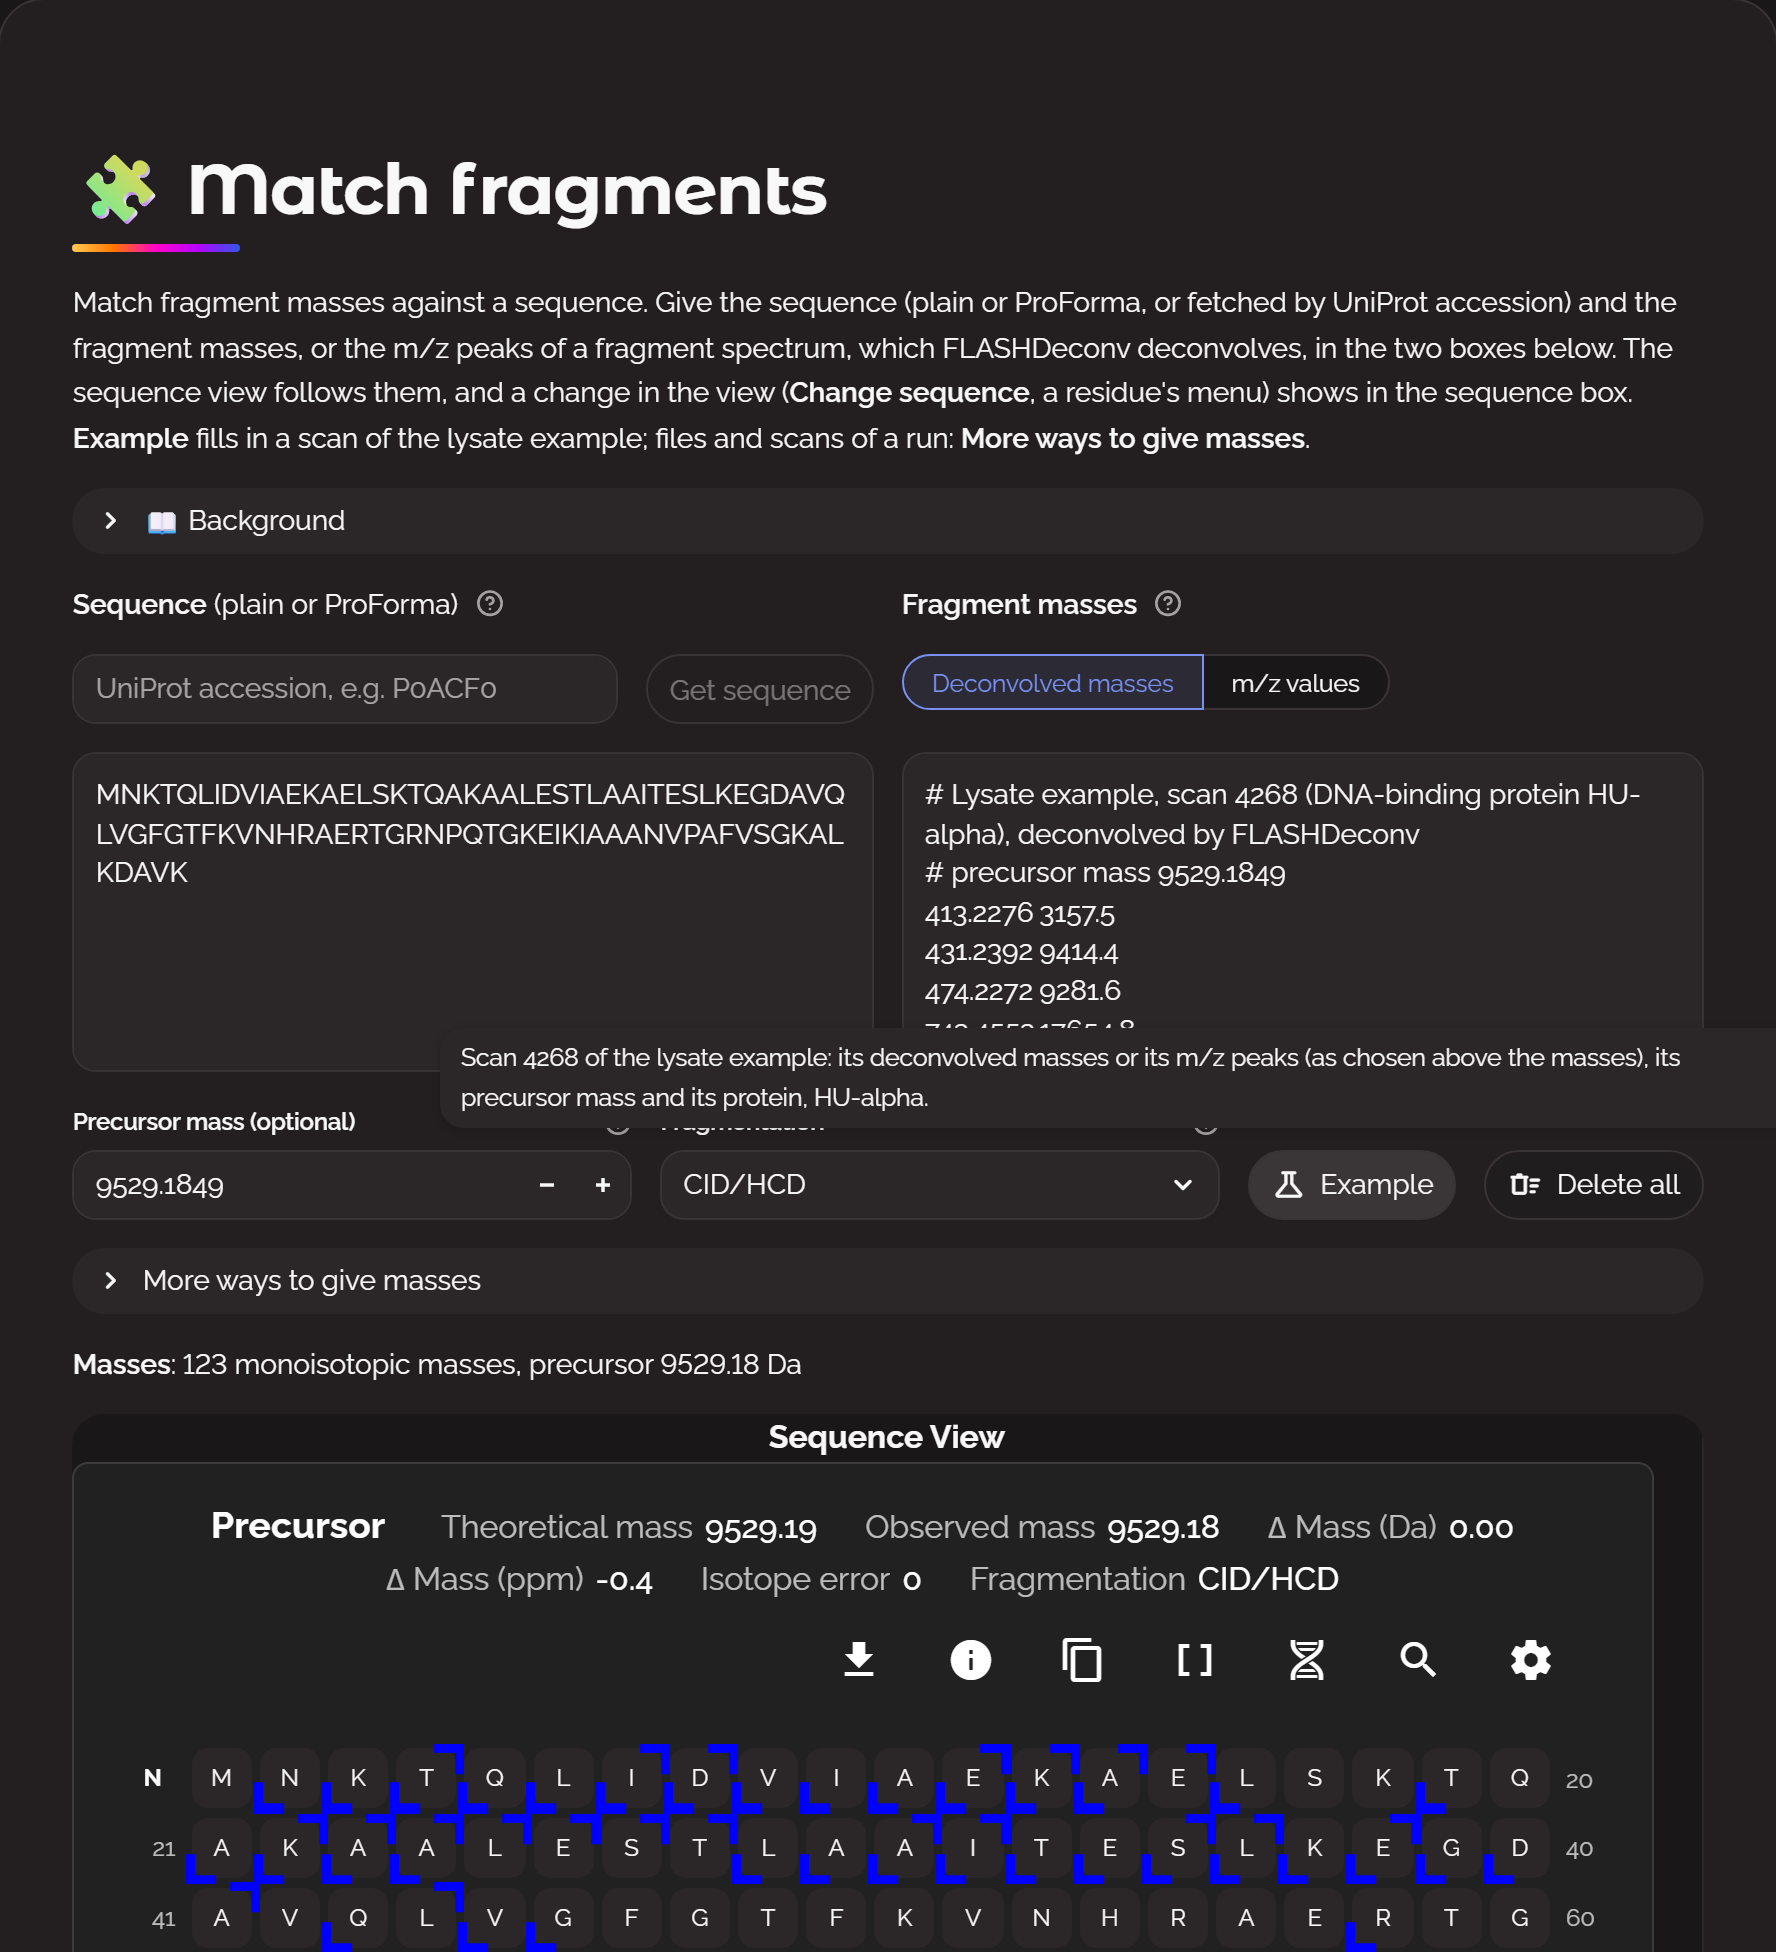 Match fragments
Match fragment masses against a sequence. Give the sequence (plain or ProForma, or fetched by UniProt accession) and the
fragment masses, or the m/z peaks of a fragment spectrum, which FLASHDeconv deconvolves, in the two boxes below. The
sequence view follows them, and a change in the view (Change sequence, a residue's menu) shows in the sequence box.
Example fills in a scan of the lysate example; files and scans of a run: More ways to give masses.
Background
Sequence (plain or ProForma)
UniProt accession, e.g. P0ACF0
Get sequence
MNKTQLIDVIAEKAELSKTQAKAALESTLAAITESLKEGDAVQ
LVGFGTFKVNHRAERTGRNPQTGKEIKIAAANVPAFVSGKAL
KDAVK
Fragment masses
Deconvolved masses
m/z values
# Lysate example, scan 4268 (DNA-binding protein HU-
alpha), deconvolved by FLASHDeconv
# precursor mass 9529.1849
413.2276 3157.5
431.2392 9414.4
474.2272 9281.6
Scan 4268 of the lysate example: its deconvolved masses or its m/z peaks (as chosen above the masses), its
precursor mass and its protein, HU-alpha.
Precursor mass (optional)
9529.1849
CID/HCD
Example
Delete all
More ways to give masses
Masses: 123 monoisotopic masses, precursor 9529.18 Da
Sequence View
Precursor Theoretical mass 9529.19 Observed mass 9529.18 Δ Mass (Da) 0.00
Δ Mass (ppm) -0.4 Isotope error 0 Fragmentation CID/HCD
N M N K T Q L I D V I A E K A E L S K T Q 20
21 A K A A L E S T L A A I T E S L K E G D 40
41 A V Q L V G F G T F K V N H R A E R T G 60